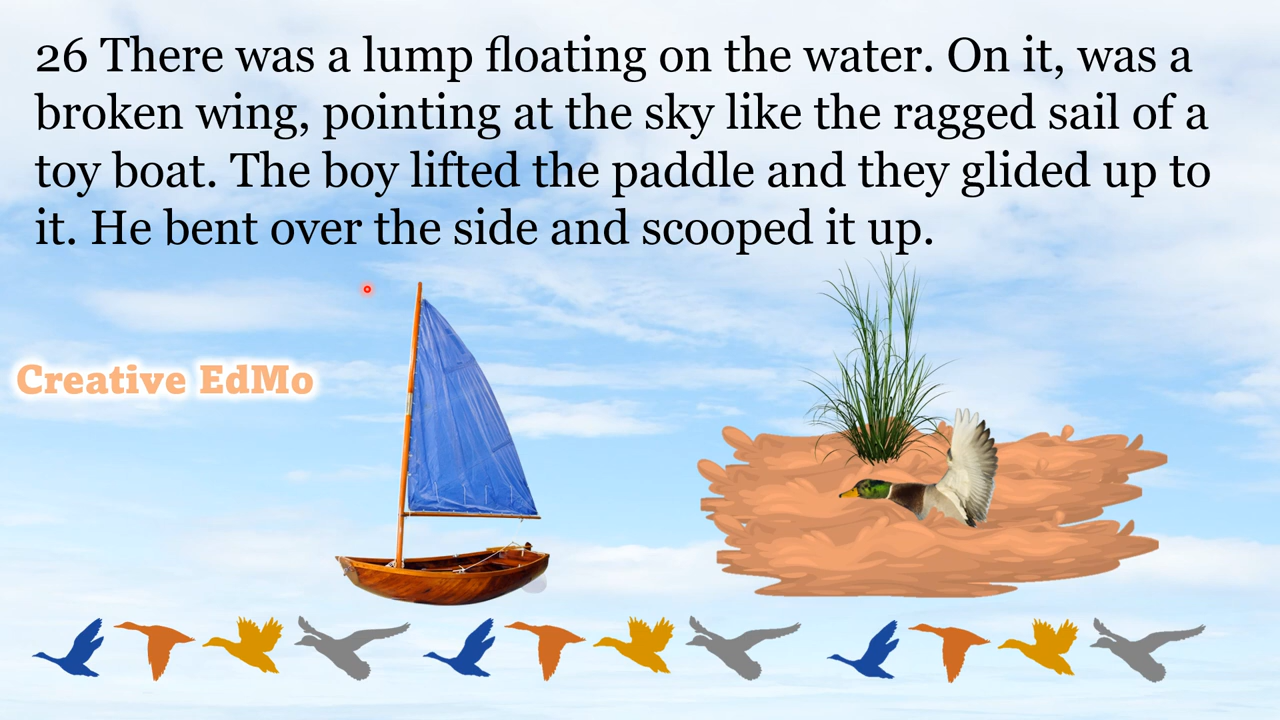 26 There was a lump floating on the water. On it, was a
broken wing, pointing at the sky like the ragged sail of a
toy boat. The boy lifted the paddle and they glided up to
it. He bent over the side and scooped it up.
Creative EdMo